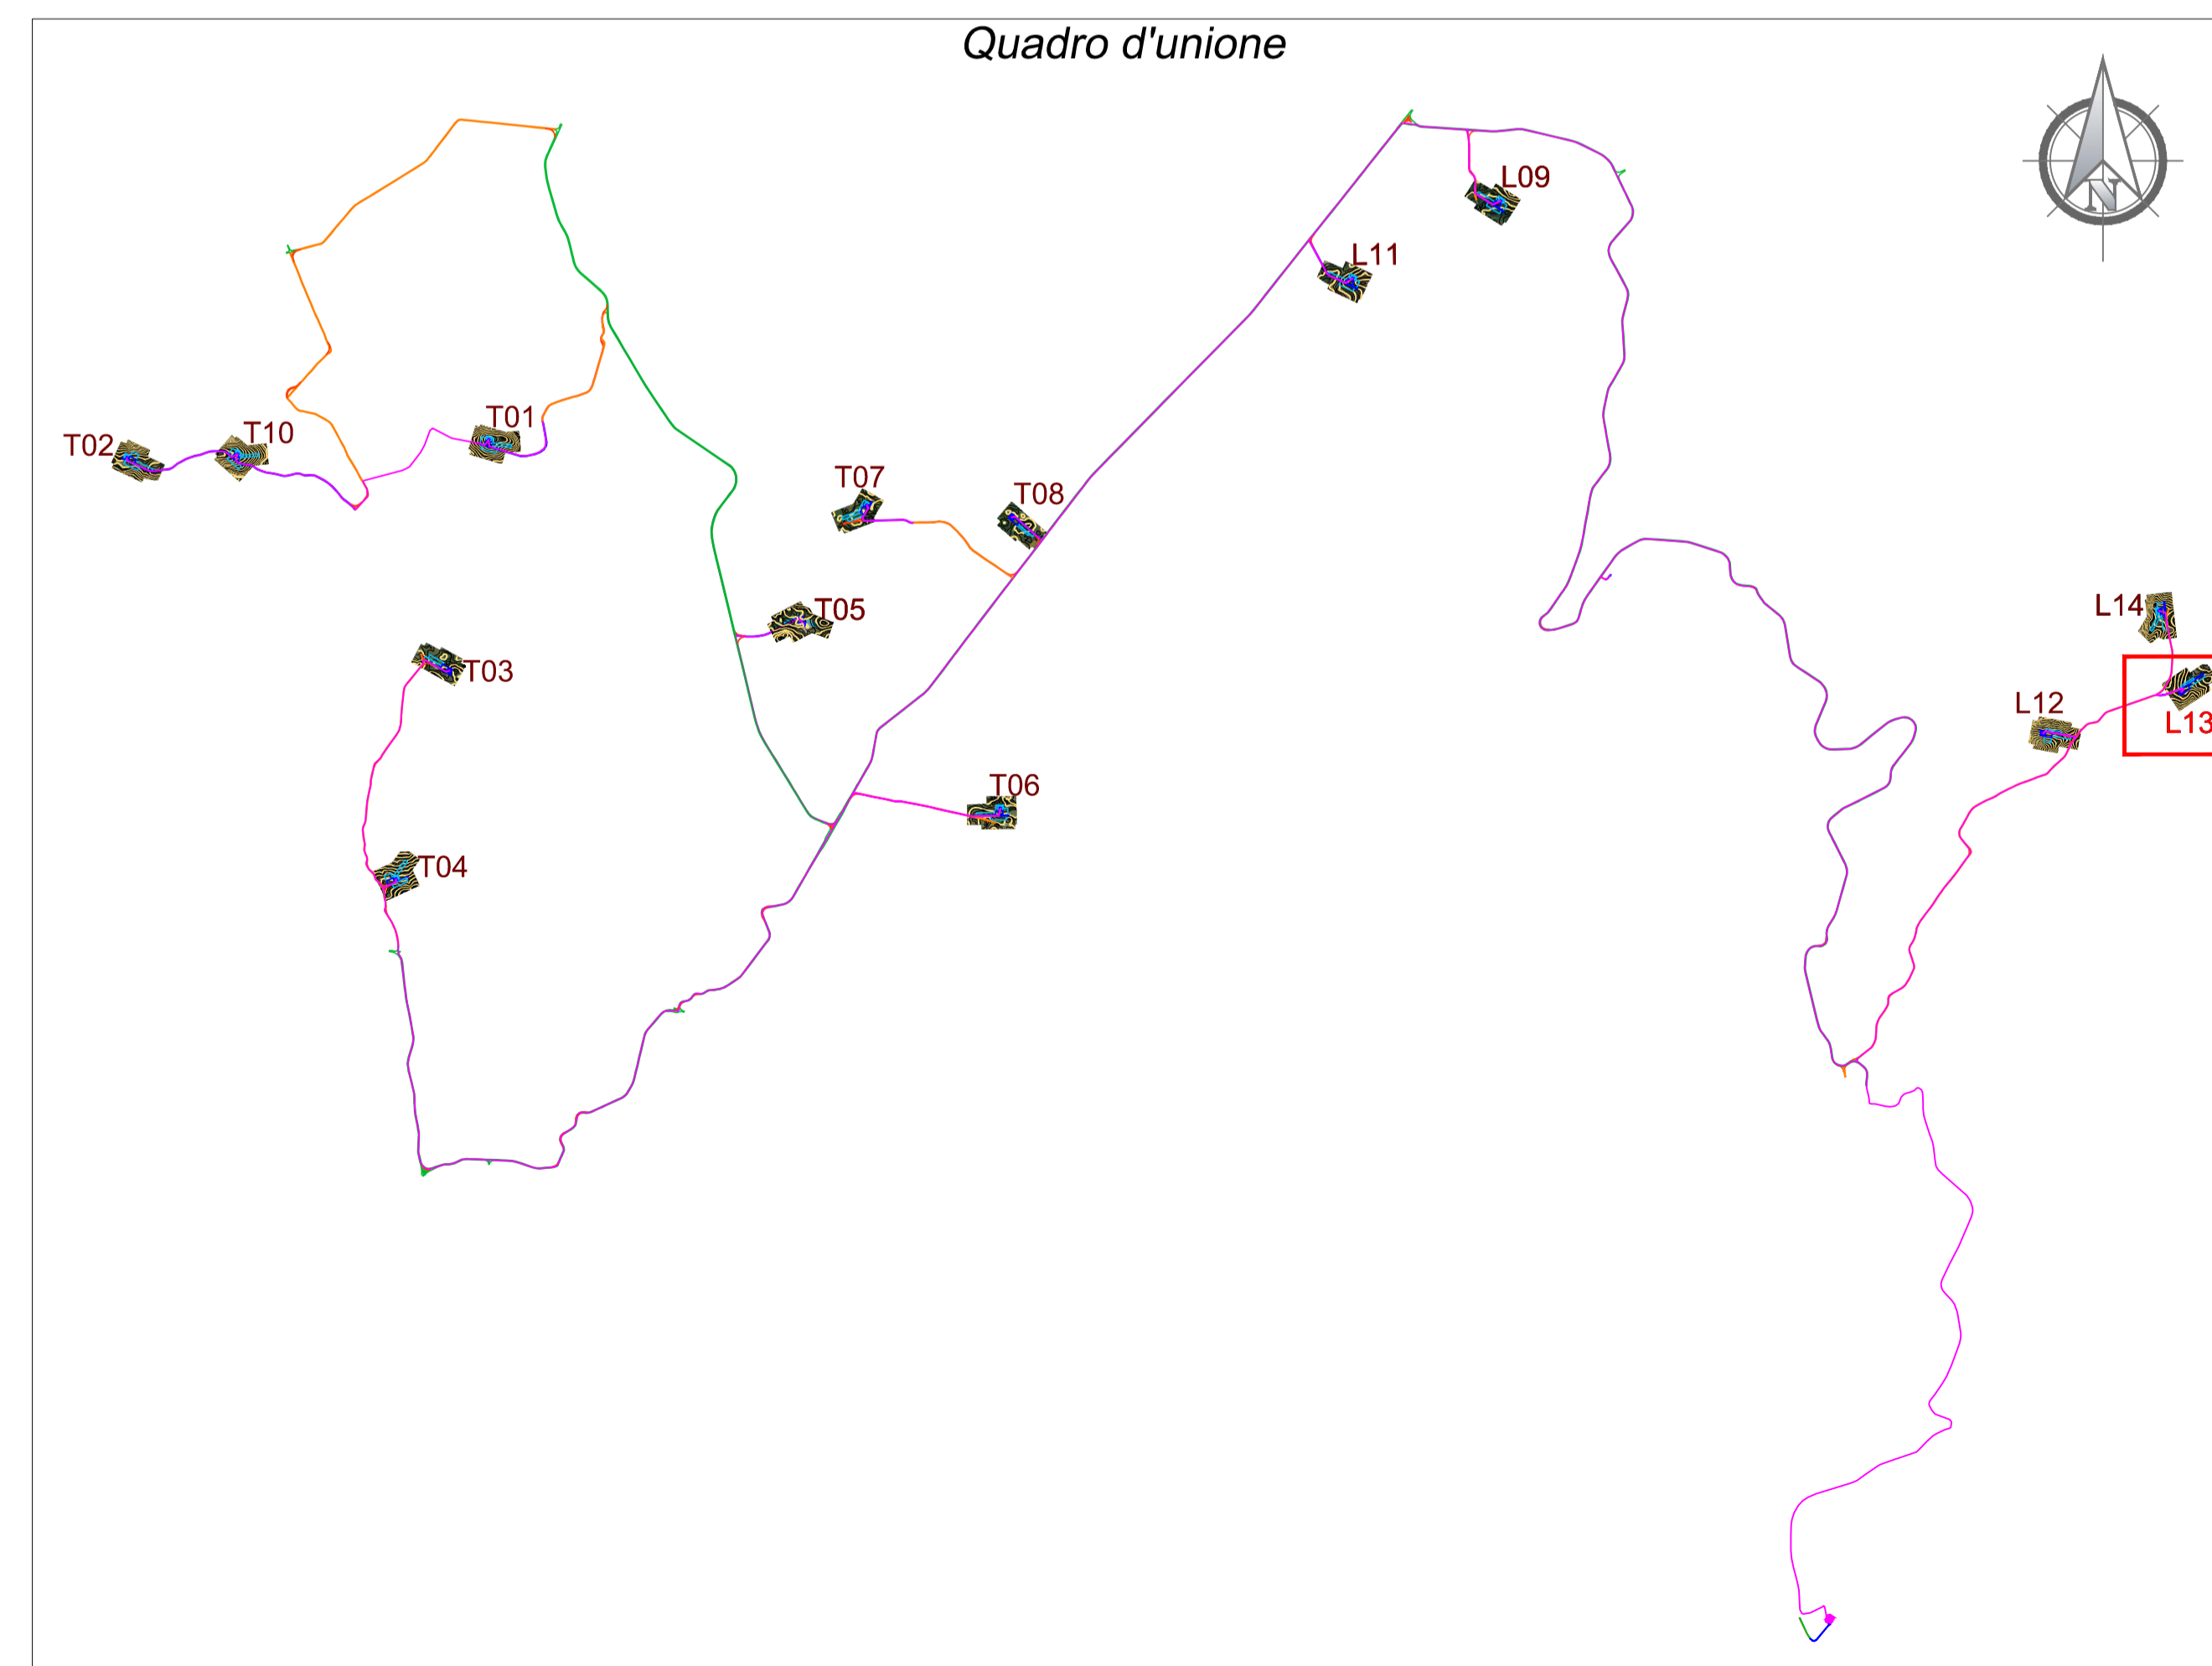 Quadro d'unione
L09
N
L11
T01
T10
T02
T07
T08
T05
L14
T03
L12
L13
T06
T04